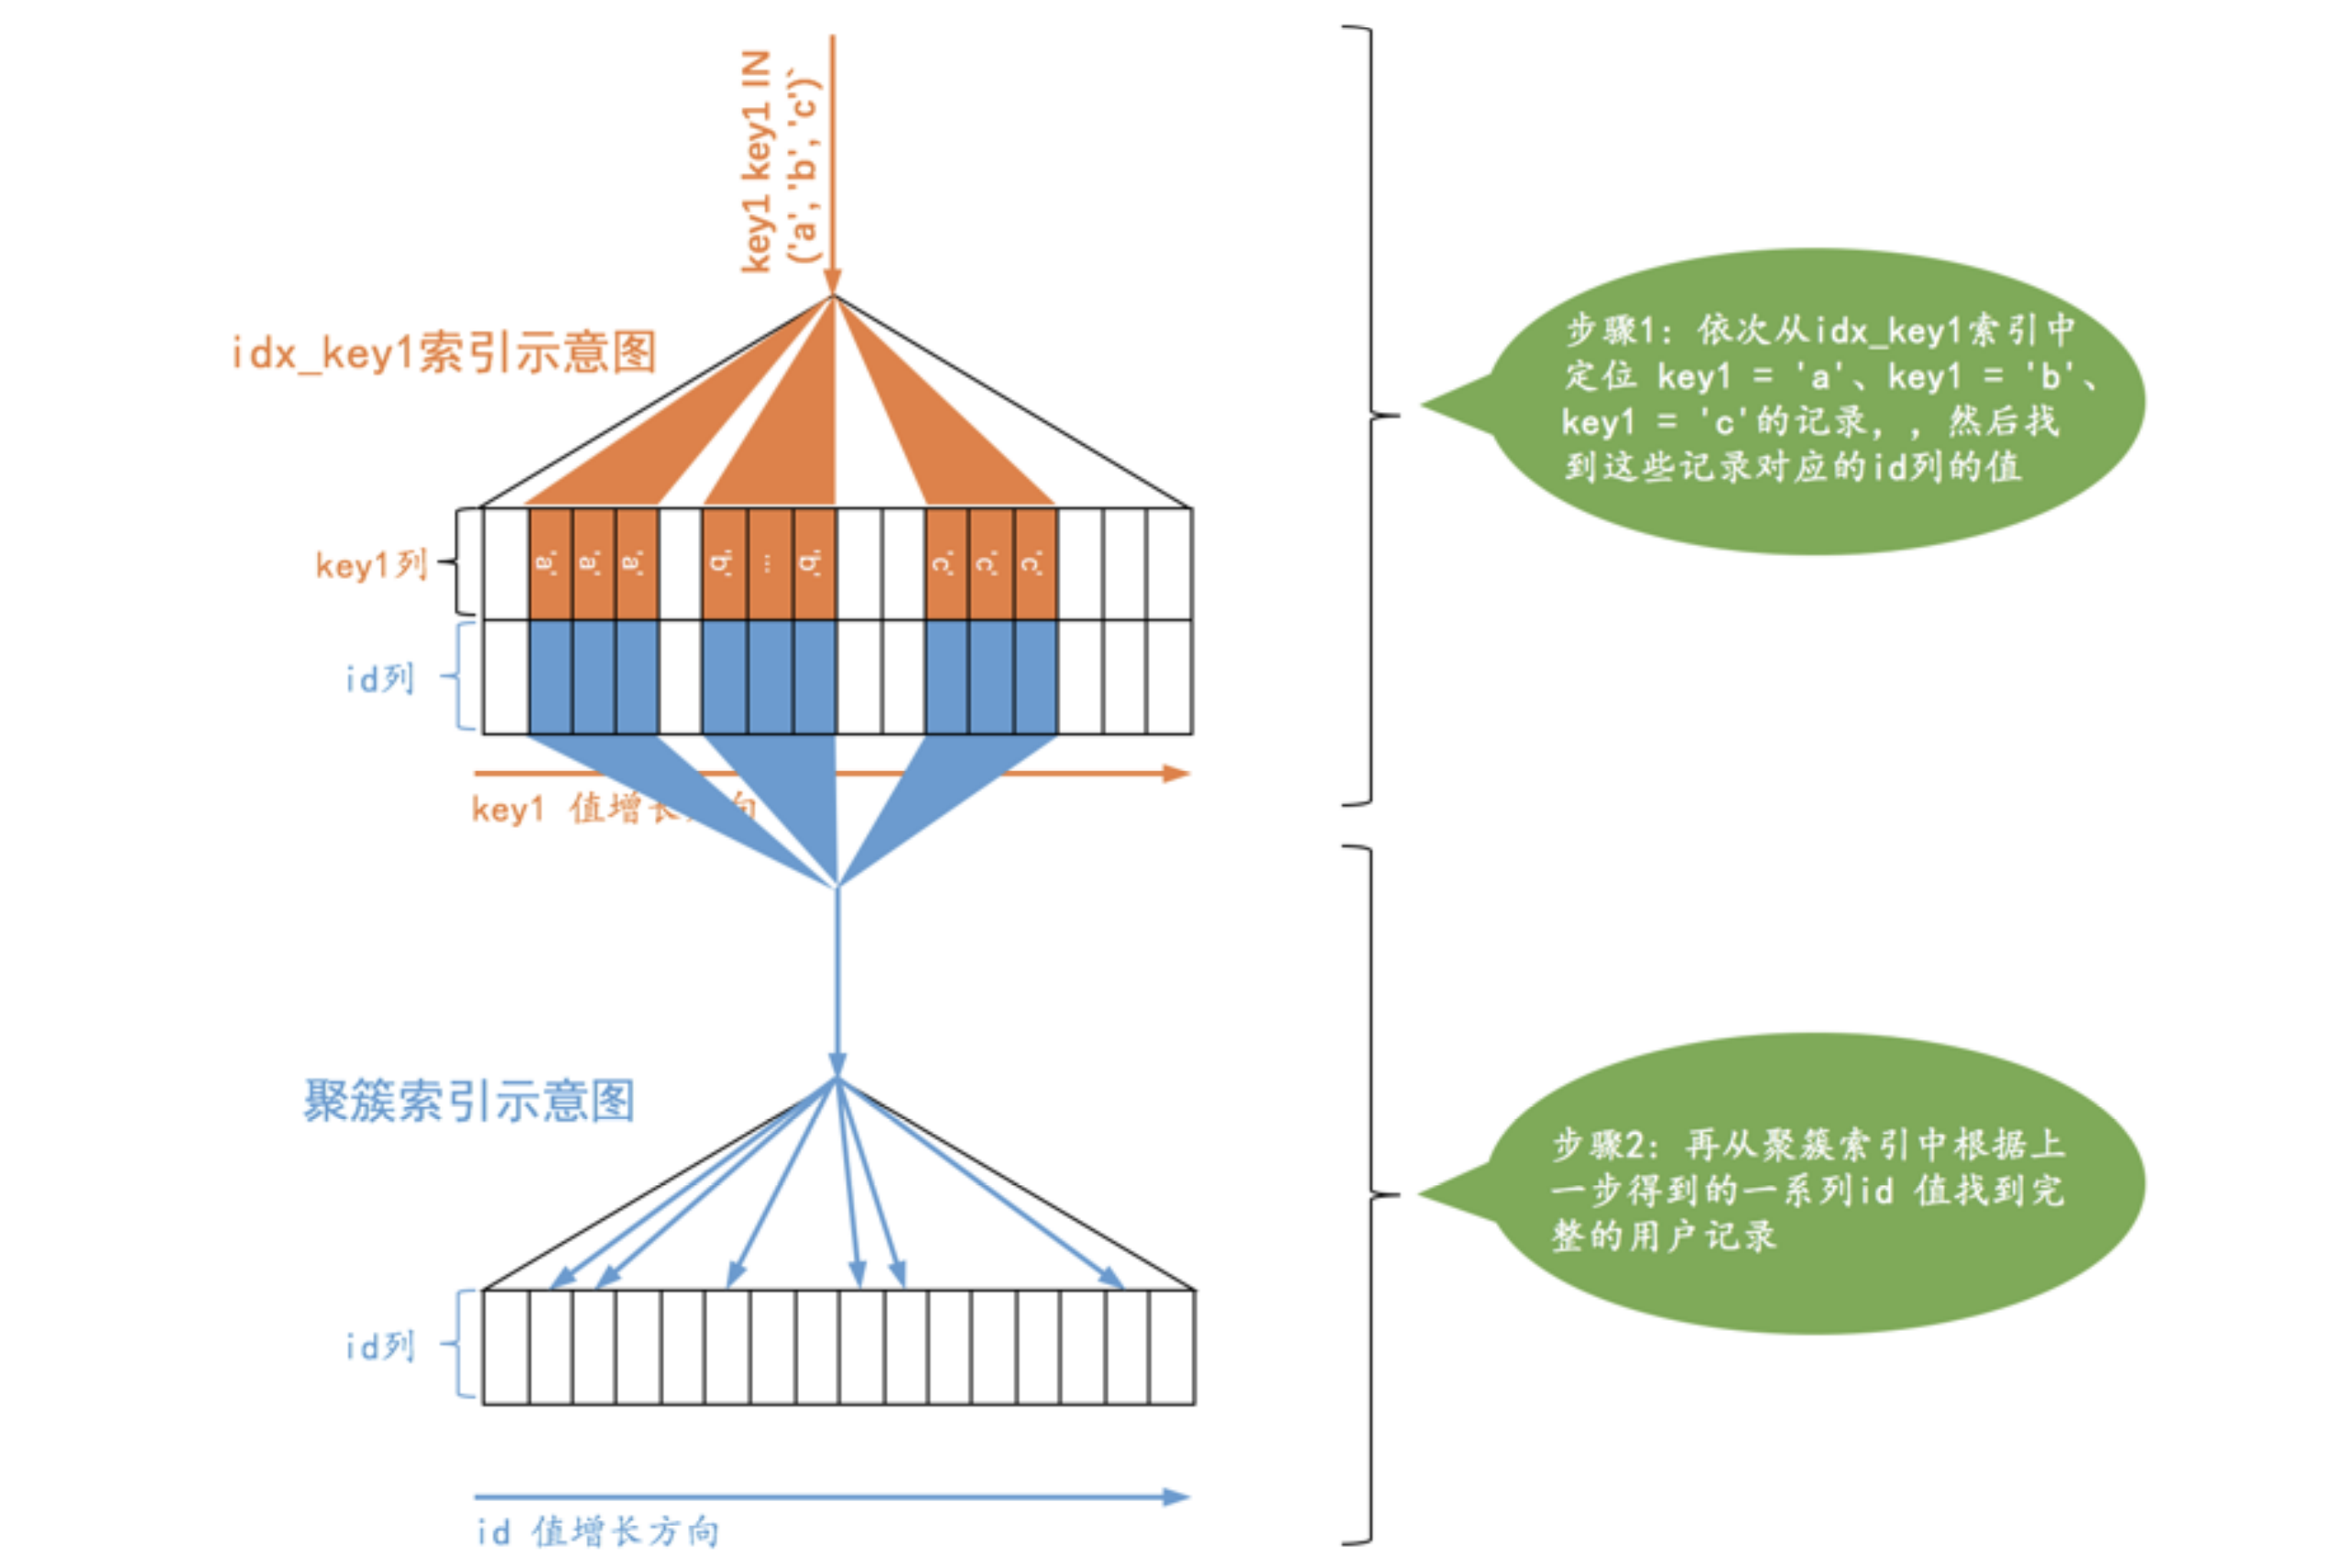 key1 key1 IN
('a','b','c')`
idx_key1索引示意图
步骤1: 依次从idx_key1索引中
定位 key1 = 'a'、key1 = 'b'、
key1 = 'c'的记录，，然后找
到这些记录对应的id列的值
key1列
'a' 'a' 'a' 'b' ... 'b' 'c' 'c' 'c'
id列
key1 值增长方向
聚簇索引示意图
步骤2: 再从聚簇索引中根据上
一步得到的一系列id 值找到完
整的用户记录
id列
id 值增长方向